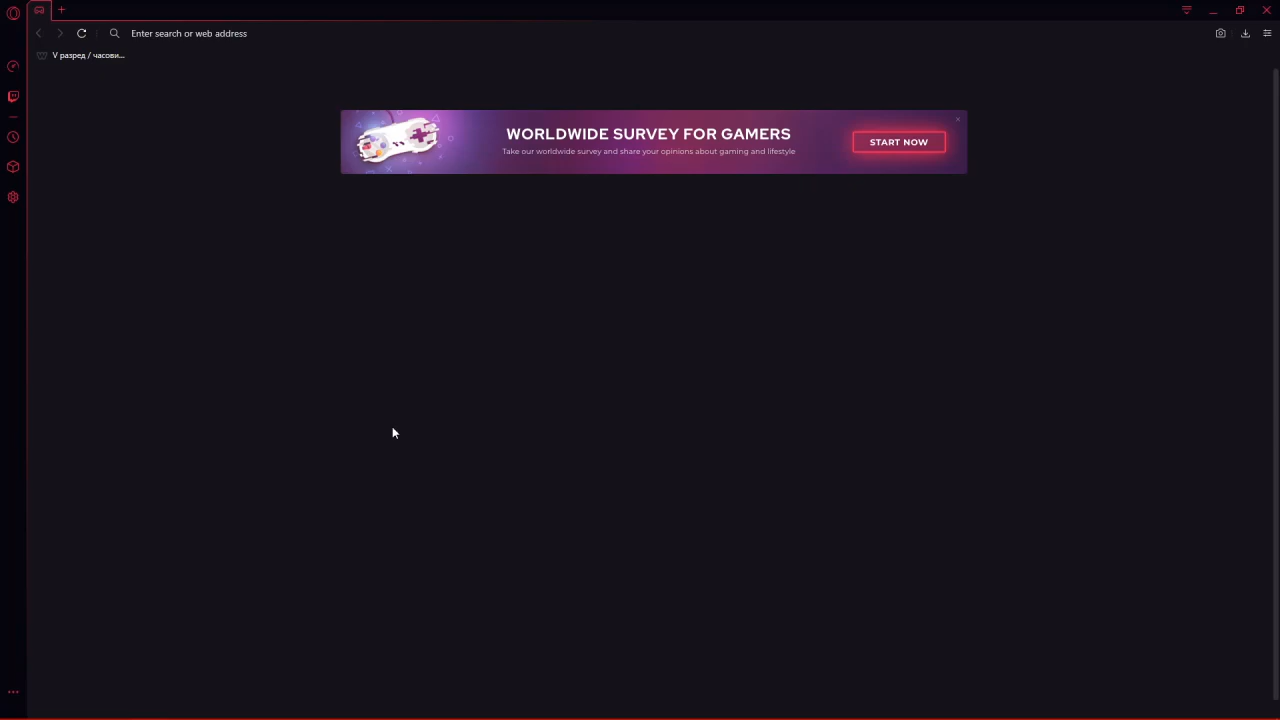 Enter search or web address
V разред / часови...
WORLDWIDE SURVEY FOR GAMERS
Take our worldwide survey and share your opinions about gaming and lifestyle
START NOW